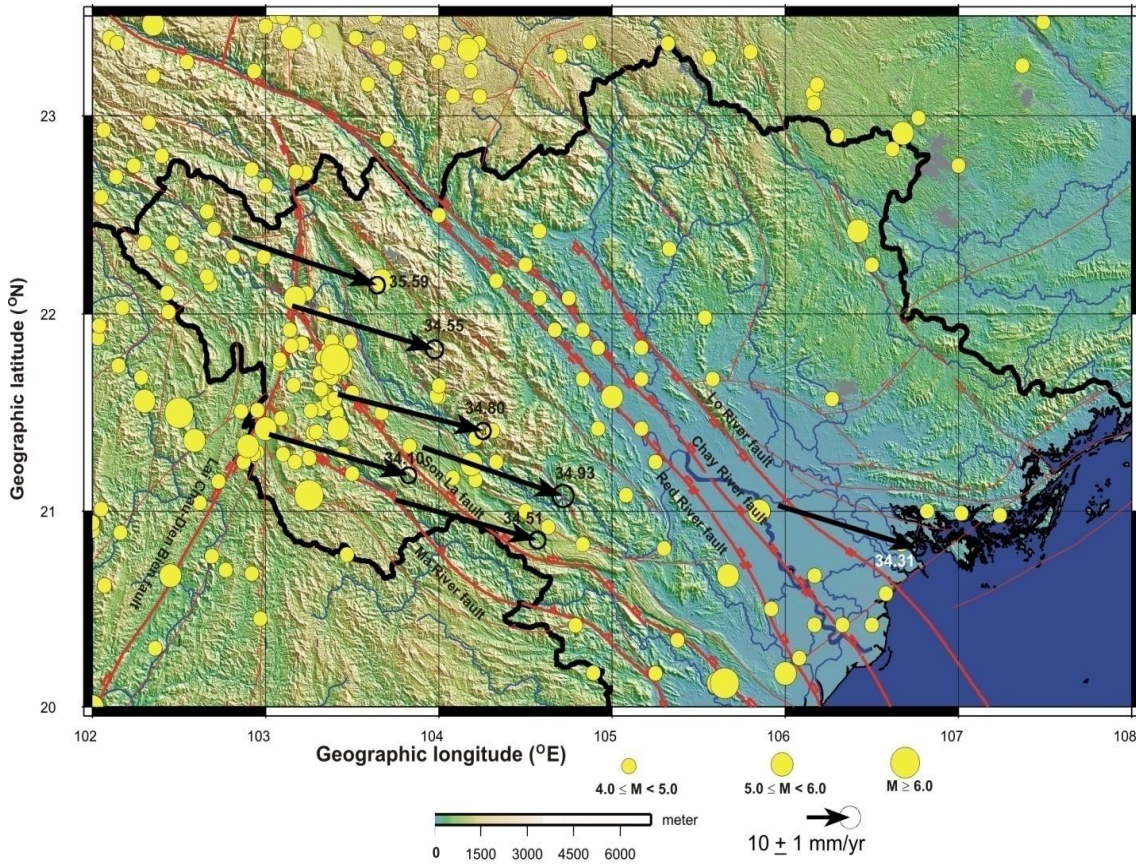 23
22
21
20
Geographic latitude (°N)
35.59
34.55
34.80
34.10
34.93
34.51
34.31
Lo River fault
Chay River fault
Red River fault
Son La fault
Ma River fault
Lai Chau-Dien Bien fault
102 103 104 105 106 107 108
Geographic longitude (°E)
4.0 ≤ M < 5.0 5.0 ≤ M < 6.0 M ≥ 6.0
meter
0 1500 3000 4500 6000
10 ± 1 mm/yr